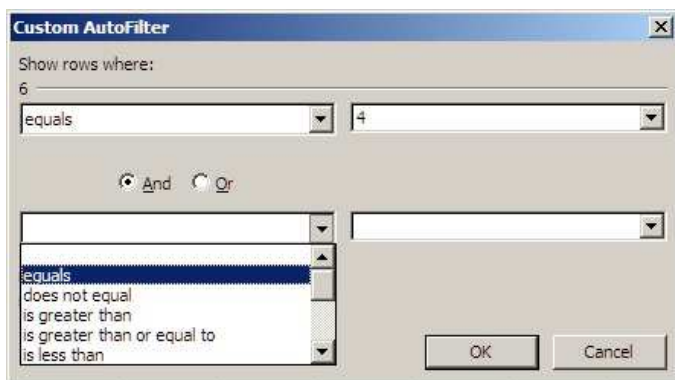 Custom AutoFilter
Show rows where:
6
equals 4
And Or
equals
does not equal
is greater than
is greater than or equal to
is less than
OK Cancel